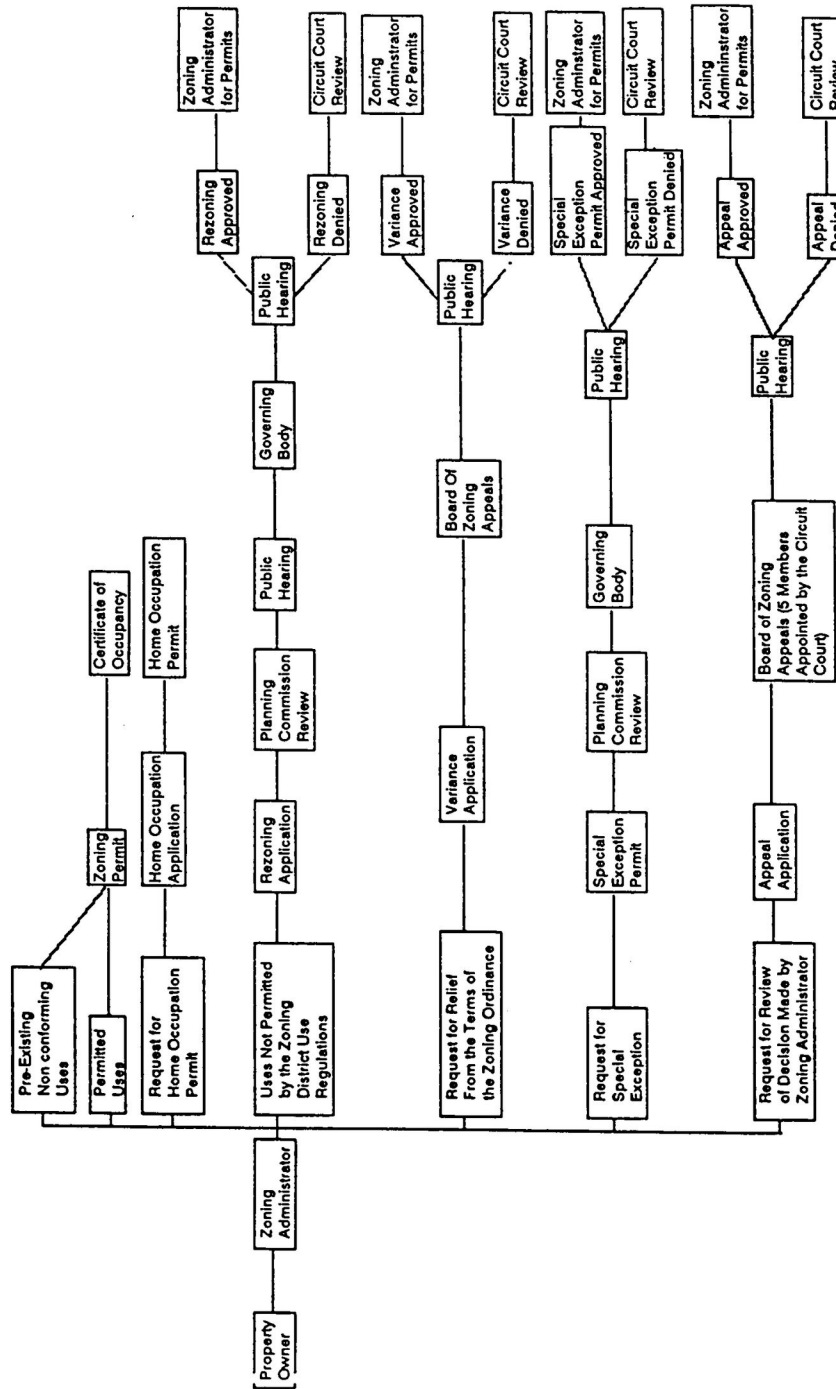 Property
Owner
Zoning
Administrator
Pre-Existing
Non conforming
Uses
Permitted
Uses
Zoning
Permit
Certificate of
Occupancy
Request for
Home Occupation
Permit
Home Occupation
Application
Home Occupation
Permit
Uses Not Permitted
by the Zoning
District Use
Regulations
Rezoning
Application
Planning
Commission
Review
Public
Hearing
Governing
Body
Public
Hearing
Rezoning
Approved
Zoning
Administrator
for Permits
Rezoning
Denied
Circuit Court
Review
Request for Relief
From the Terms of
the Zoning Ordinance
Variance
Application
Board Of
Zoning
Appeals
Public
Hearing
Variance
Approved
Zoning
Administrator
for Permits
Variance
Denied
Circuit Court
Review
Request for
Special
Exception
Special
Exception
Permit
Planning
Commission
Review
Governing
Body
Public
Hearing
Special
Exception
Permit Approved
Zoning
Adminstrator
for Permits
Special
Exception
Permit Denied
Circuit Court
Review
Request for Review
of Decision Made by
Zoning Administrator
Appeal
Application
Board of Zoning
Appeals (5 Members
Appointed by the Circuit
Court)
Public
Hearing
Appeal
Approved
Zoning
Administrator
for Permits
Appeal
Denied
Circuit Court
Review